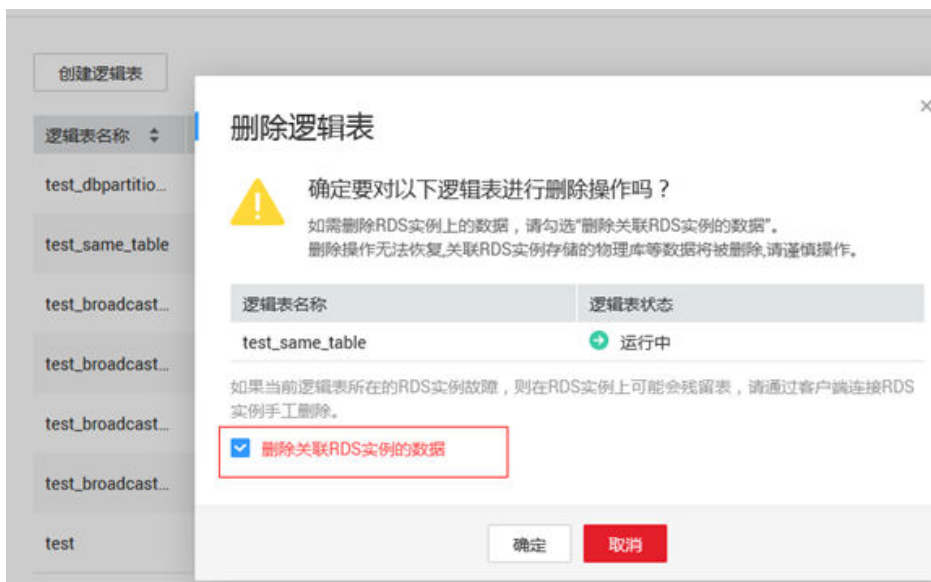 创建逻辑表
逻辑表名称
test_dbpartitio...
test_same_table
test_broadcast...
test_broadcast...
test_broadcast...
test_broadcast...
test
删除逻辑表
确定要对以下逻辑表进行删除操作吗？
如需删除RDS实例上的数据，请勾选“删除关联RDS实例的数据”。
删除操作无法恢复,关联RDS实例存储的物理库等数据将被删除,请谨慎操作。
逻辑表名称 逻辑表状态
test_same_table 运行中
如果当前逻辑表所在的RDS实例故障，则在RDS实例上可能会残留表，请通过客户端连接RDS
实例手工删除。
删除关联RDS实例的数据
确定 取消